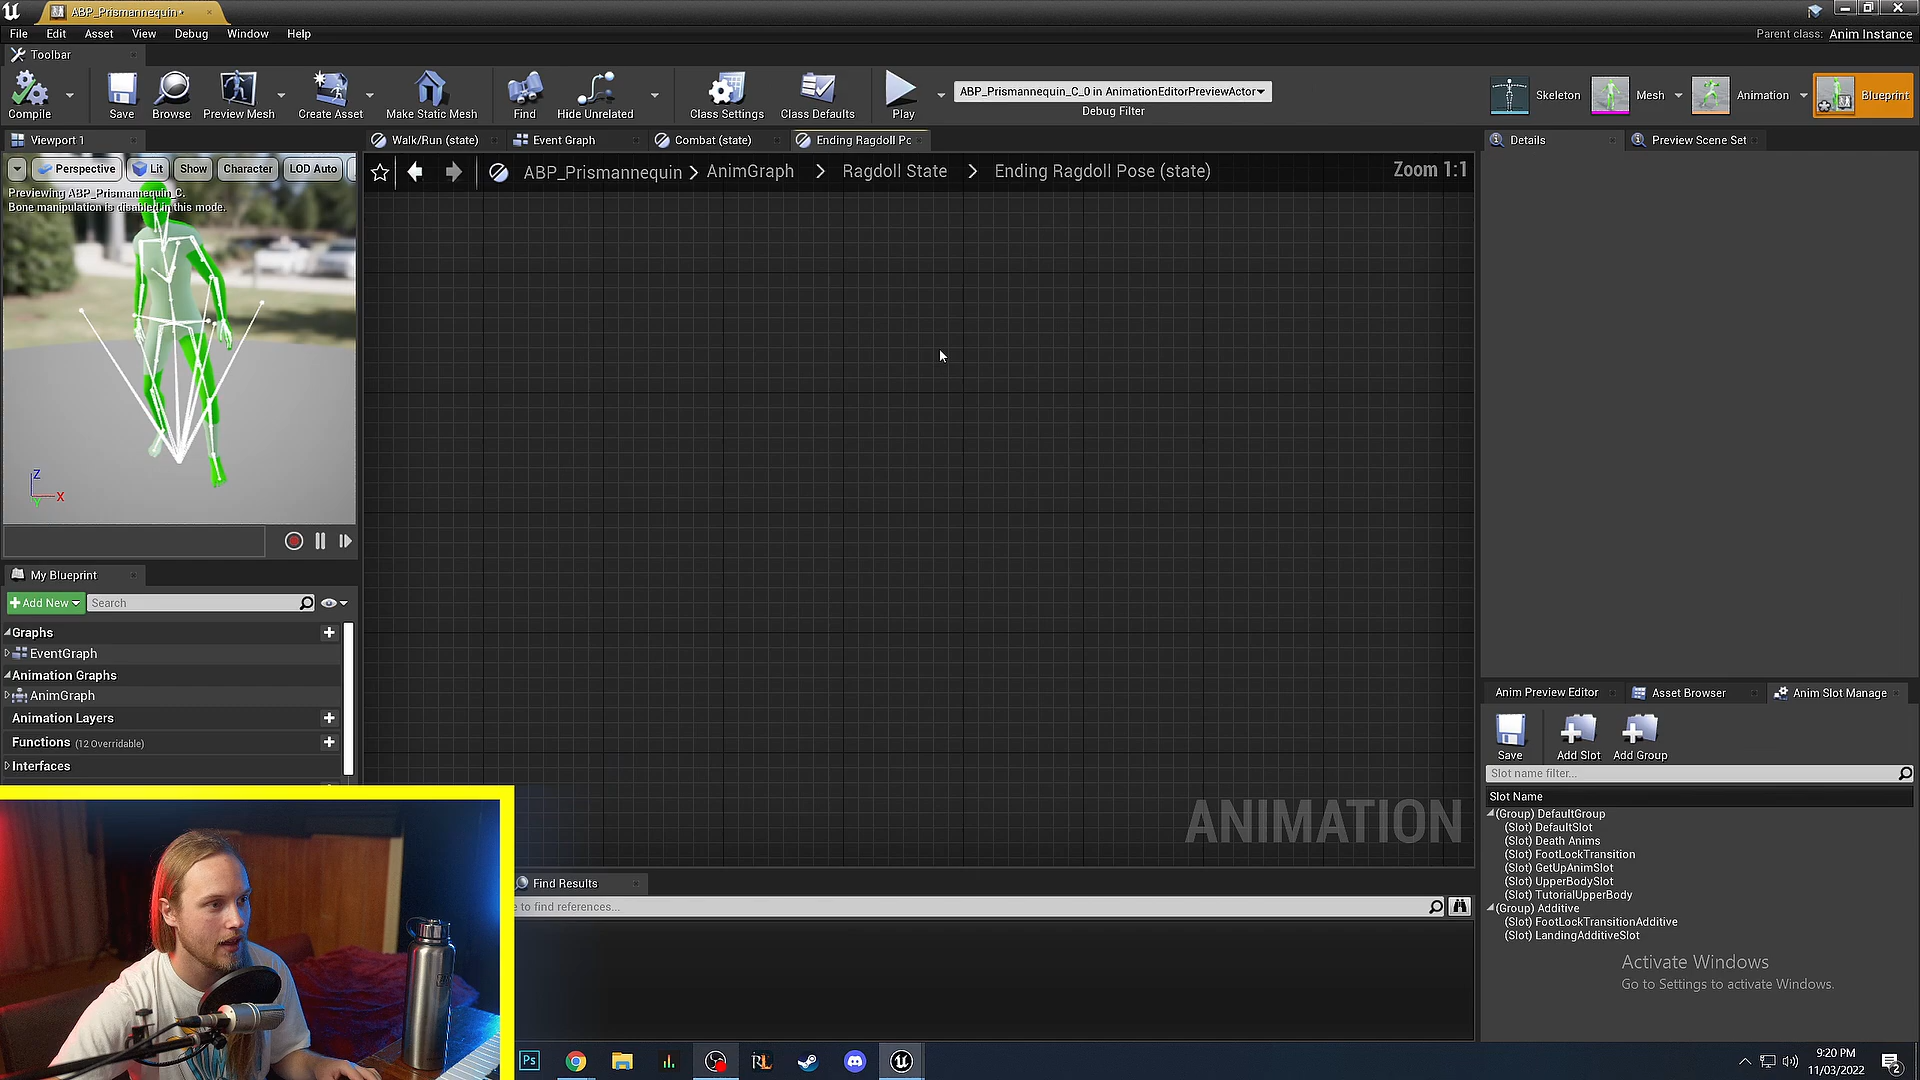 ABP_Prismannequin*
File Edit Asset View Debug Window Help
Parent class: Anim Instance
Toolbar
Compile
Save
Browse
Preview Mesh
Create Asset
Make Static Mesh
Find
Hide Unrelated
Class Settings
Class Defaults
Play
ABP_Prismannequin_C_0 in AnimationEditorPreviewActor
Debug Filter
Skeleton
Mesh
Animation
Blueprint
Viewport 1
Walk/Run (state)
Event Graph
Combat (state)
Ending Ragdoll Pc
Details
Preview Scene Set
Perspective
Lit
Show
Character
LOD Auto
Previewing ABP_Prismannequin_C.
Bone manipulation is disabled in this mode.
ABP_Prismannequin > AnimGraph > Ragdoll State > Ending Ragdoll Pose (state)
Zoom 1:1
Z
X
Y
My Blueprint
Add New
Search
Graphs
EventGraph
Animation Graphs
AnimGraph
Animation Layers
Functions (12 Overridable)
Interfaces
ANIMATION
Find Results
e to find references...
Anim Preview Editor
Asset Browser
Anim Slot Manage
Save
Add Slot
Add Group
Slot name filter...
Slot Name
(Group) DefaultGroup
(Slot) DefaultSlot
(Slot) Death Anims
(Slot) FootLockTransition
(Slot) GetUpAnimSlot
(Slot) UpperBodySlot
(Slot) TutorialUpperBody
(Group) Additive
(Slot) FootLockTransitionAdditive
(Slot) LandingAdditiveSlot
Activate Windows
Go to Settings to activate Windows.
Ps
RL
9:20 PM
11/03/2022
2